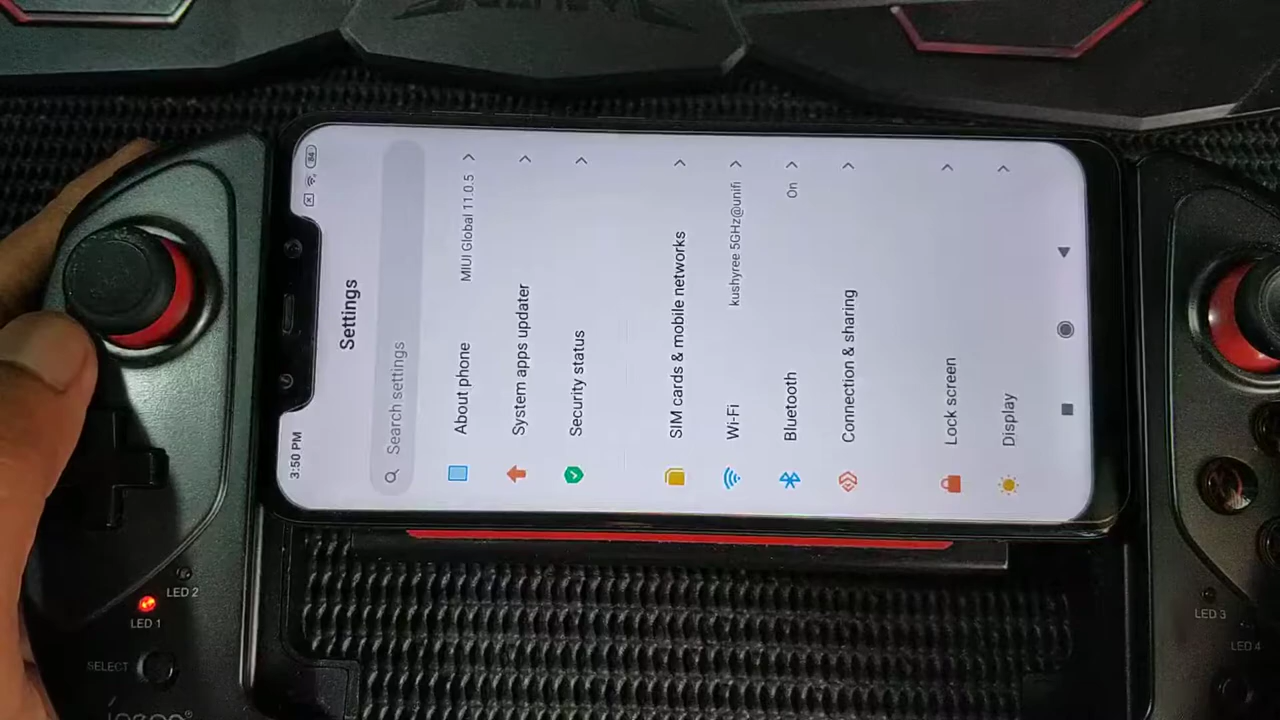 3:50 PM
84
Settings
Search settings
About phone
MIUI Global 11.0.5
System apps updater
Security status
SIM cards & mobile networks
Wi-Fi
kushyree 5GHz@unifi
Bluetooth
On
Connection & sharing
Lock screen
Display
LED 2
LED 1
SELECT
LED 3
LED 4